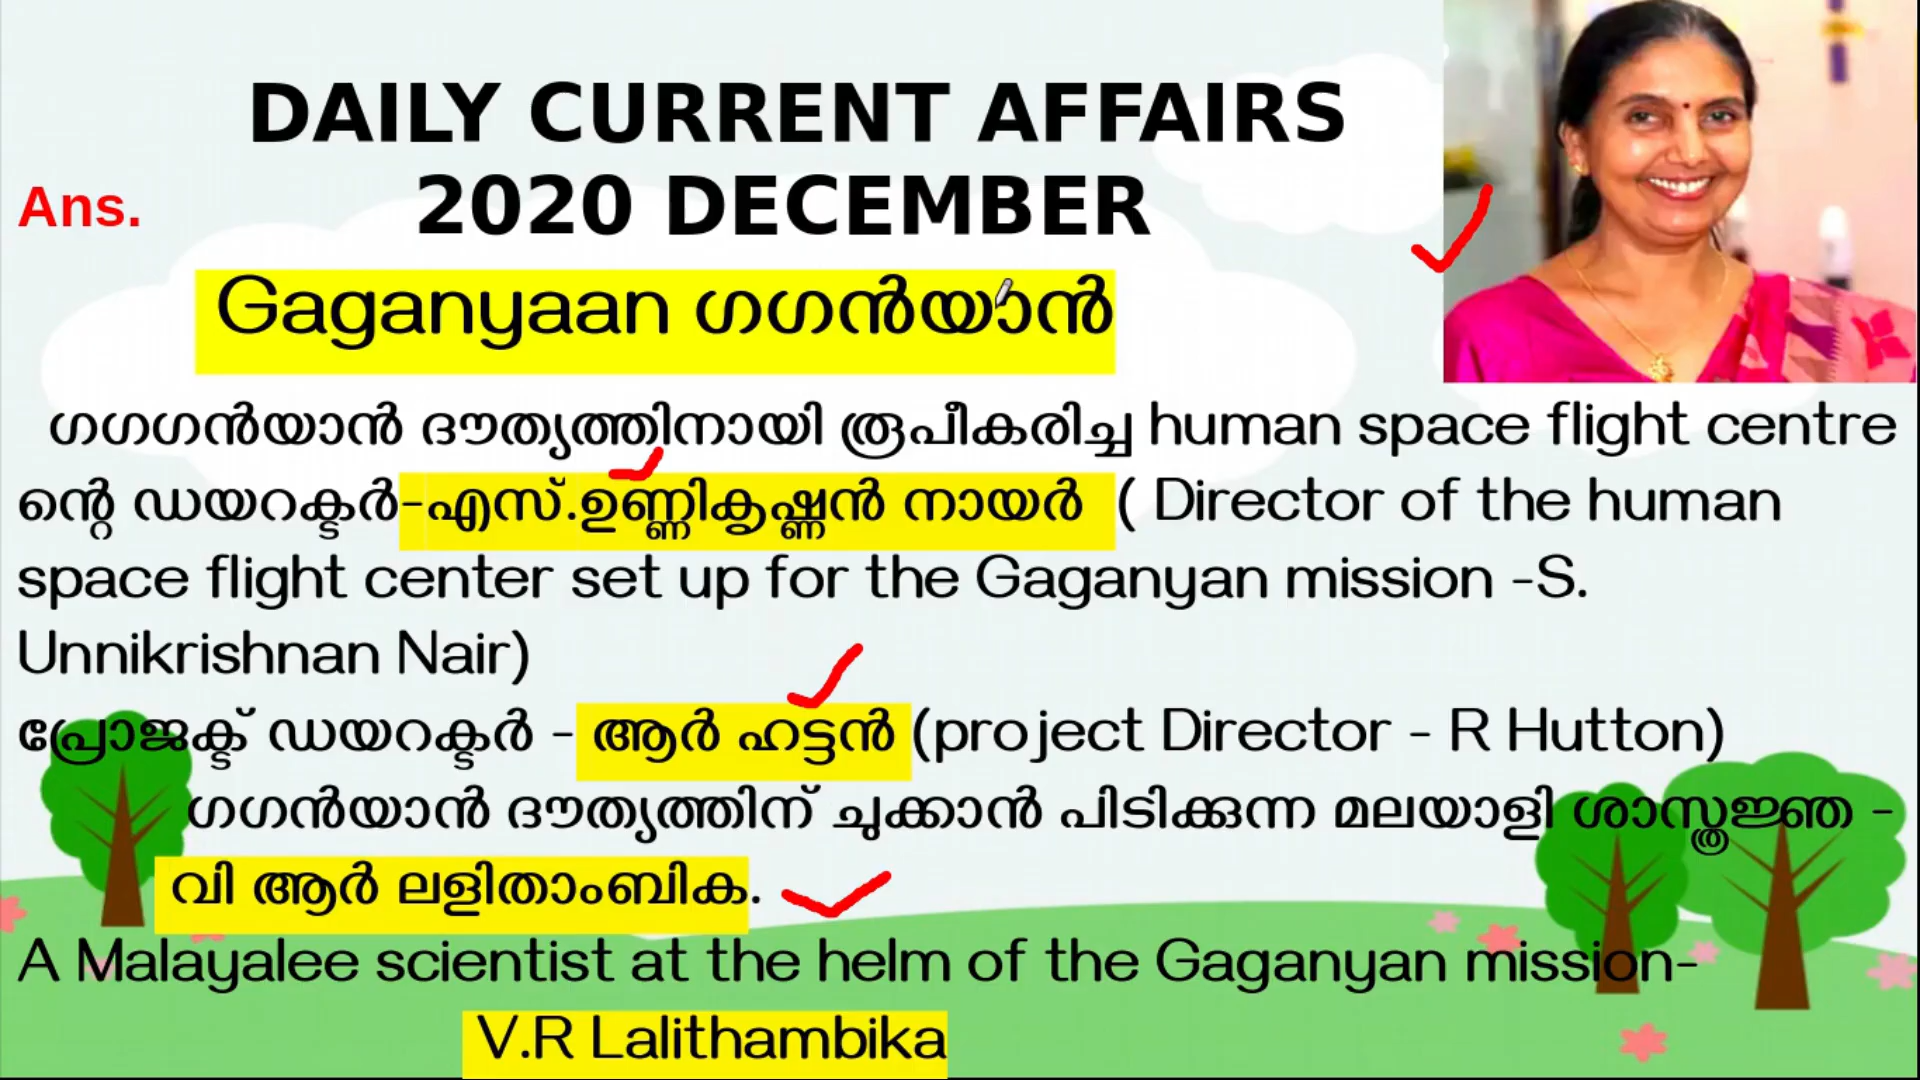 DAILY CURRENT AFFAIRS
2020 DECEMBER
Ans.
Gaganyaan ഗഗൻയാൻ
ഗഗഗൻയാൻ ദൗത്യത്തിനായി രൂപീകരിച്ച human space flight centre
ന്റെ ഡയറക്ടർ-എസ്.ഉണ്ണികൃഷ്ണൻ നായർ ( Director of the human
space flight center set up for the Gaganyan mission -S.
Unnikrishnan Nair)
പ്രോജക്ട് ഡയറക്ടർ - ആർ ഹട്ടൻ (project Director - R Hutton)
ഗഗൻയാൻ ദൗത്യത്തിന് ചുക്കാൻ പിടിക്കുന്ന മലയാളി ശാസ്ത്രജ്ഞ -
വി ആർ ലളിതാംബിക.
A Malayalee scientist at the helm of the Gaganyan mission-
V.R Lalithambika